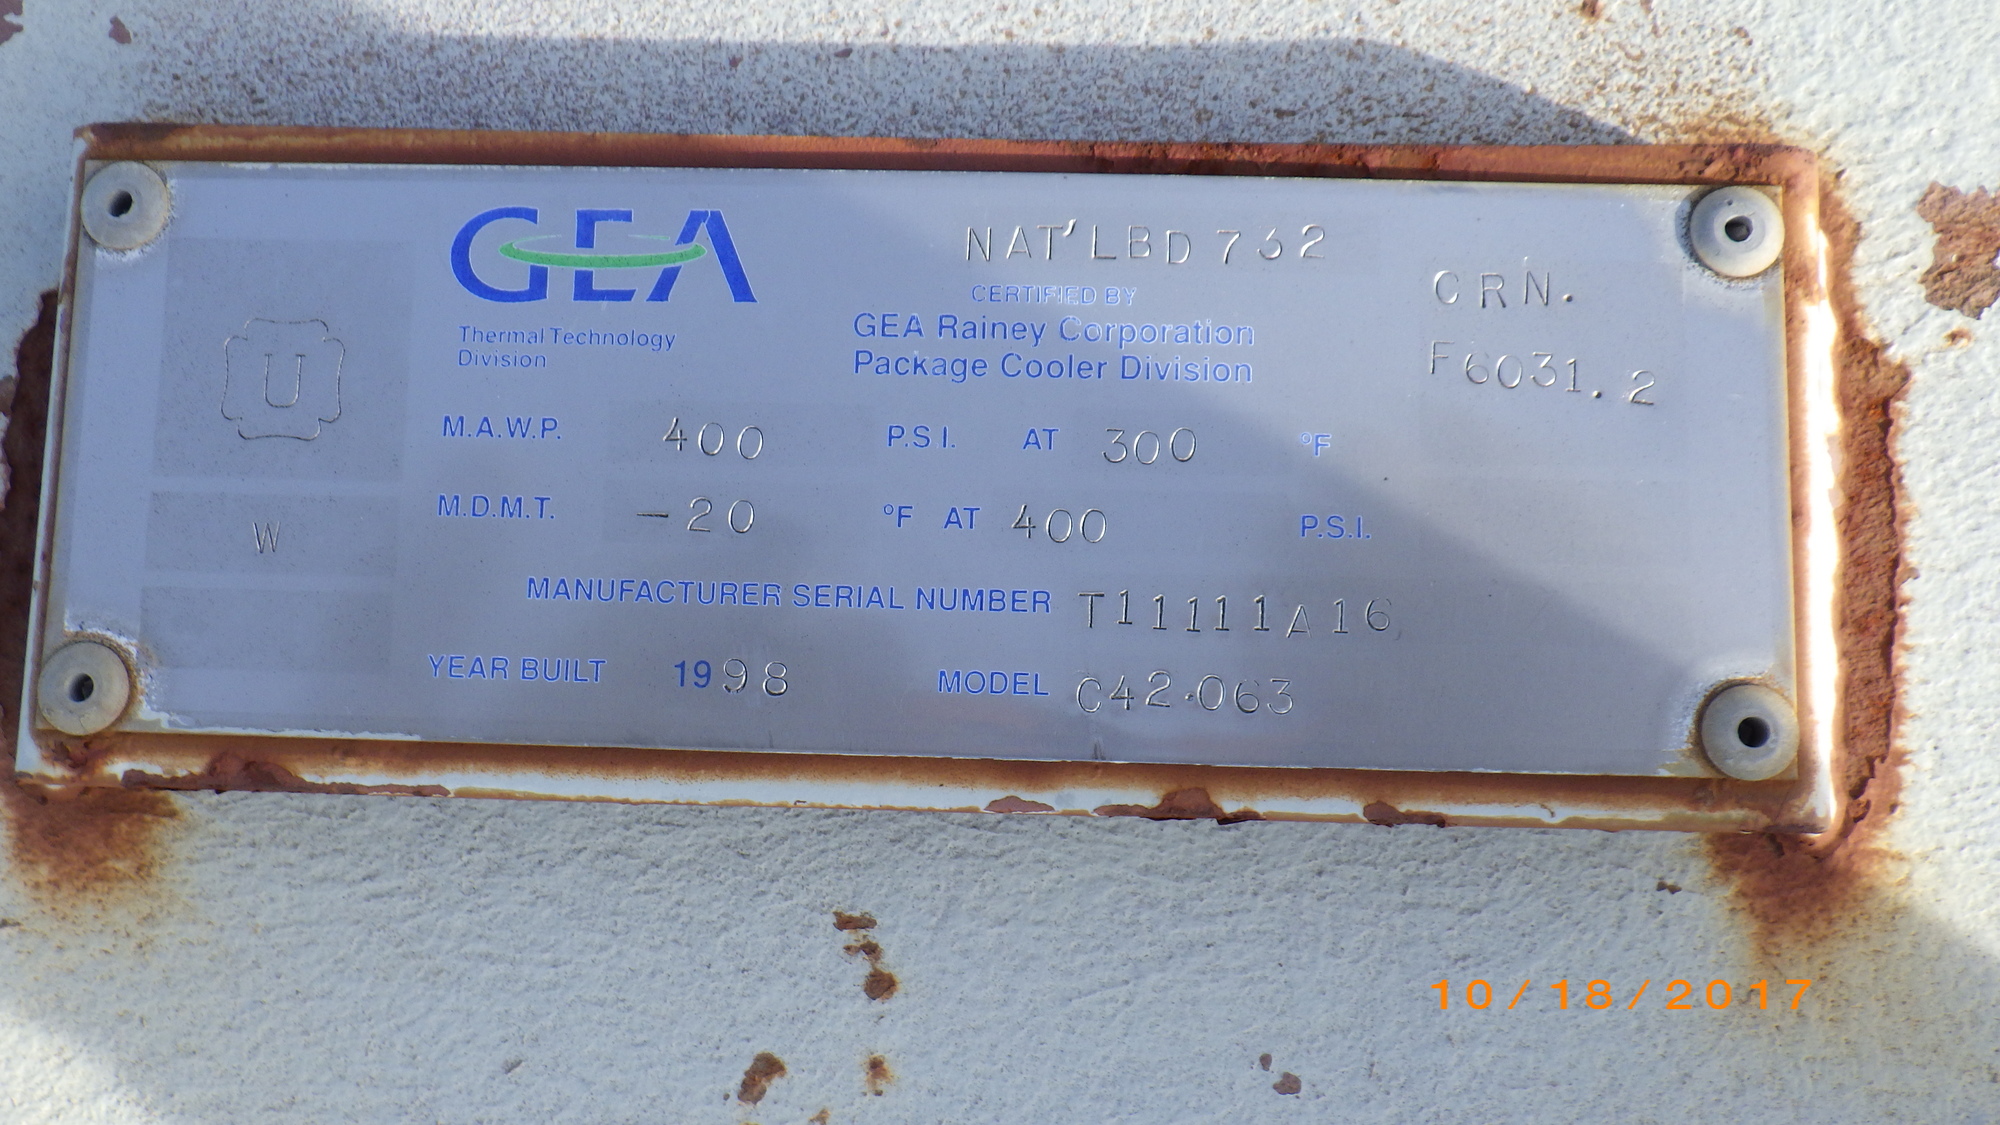 GEA
Thermal Technology
Division
NAT'L BD 732
CERTIFIED BY
GEA Rainey Corporation
Package Cooler Division
CRN.
F6031.2
U
W
M.A.W.P. 400 P.S.I. AT 300 °F
M.D.M.T. -20 °F AT 400 P.S.I.
MANUFACTURER SERIAL NUMBER T11111A16
YEAR BUILT 1998 MODEL C42.063
10/18/2017